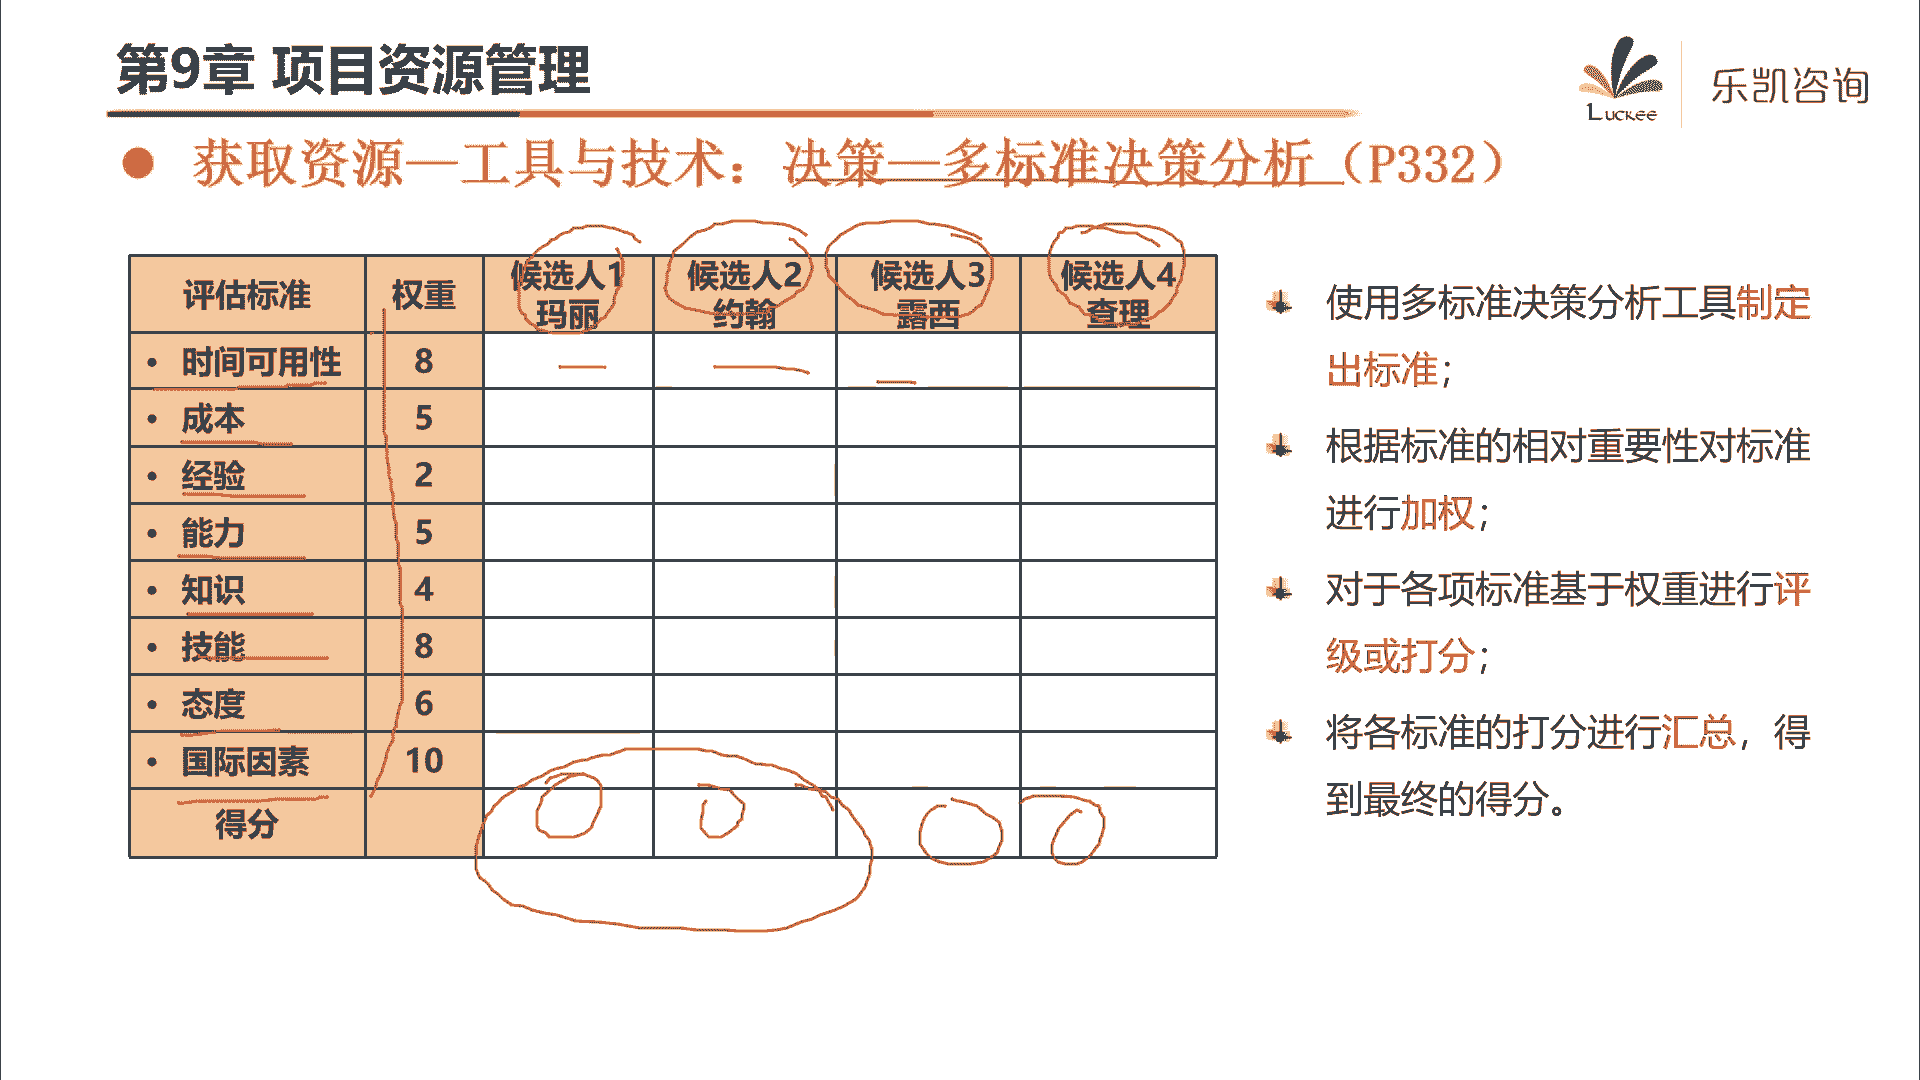 第9章 项目资源管理
Luckee 乐凯咨询
获取资源—工具与技术：决策—多标准决策分析（P332）
评估标准 权重 候选人1 候选人2 候选人3 候选人4
玛丽 约翰 露西 查理
• 时间可用性 8
• 成本 5
• 经验 2
• 能力 5
• 知识 4
• 技能 8
• 态度 6
• 国际因素 10
得分
使用多标准决策分析工具制定
出标准；
根据标准的相对重要性对标准
进行加权；
对于各项标准基于权重进行评
级或打分；
将各标准的打分进行汇总，得
到最终的得分。